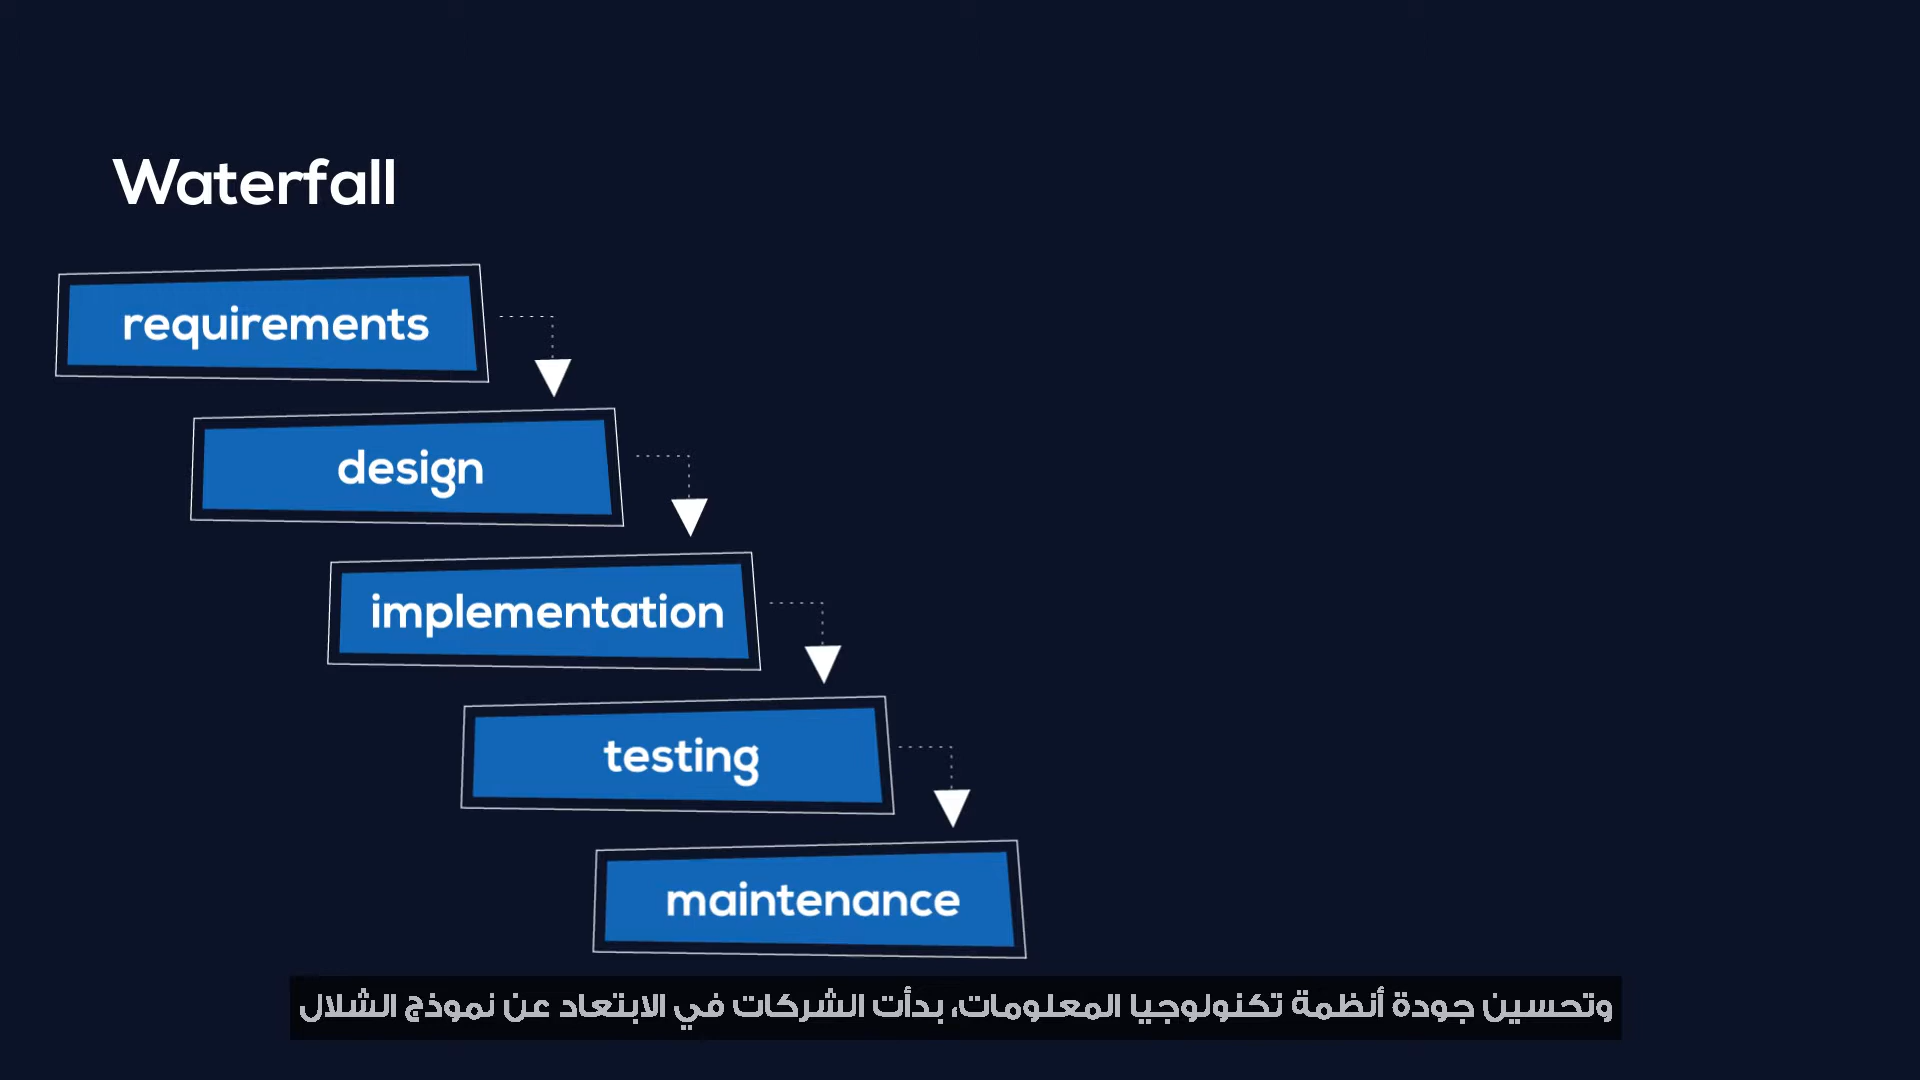 Waterfall
requirements
design
implementation
testing
maintenance
وتحسين جودة أنظمة تكنولوجيا المعلومات، بدأت الشركات في الابتعاد عن نموذج الشلال